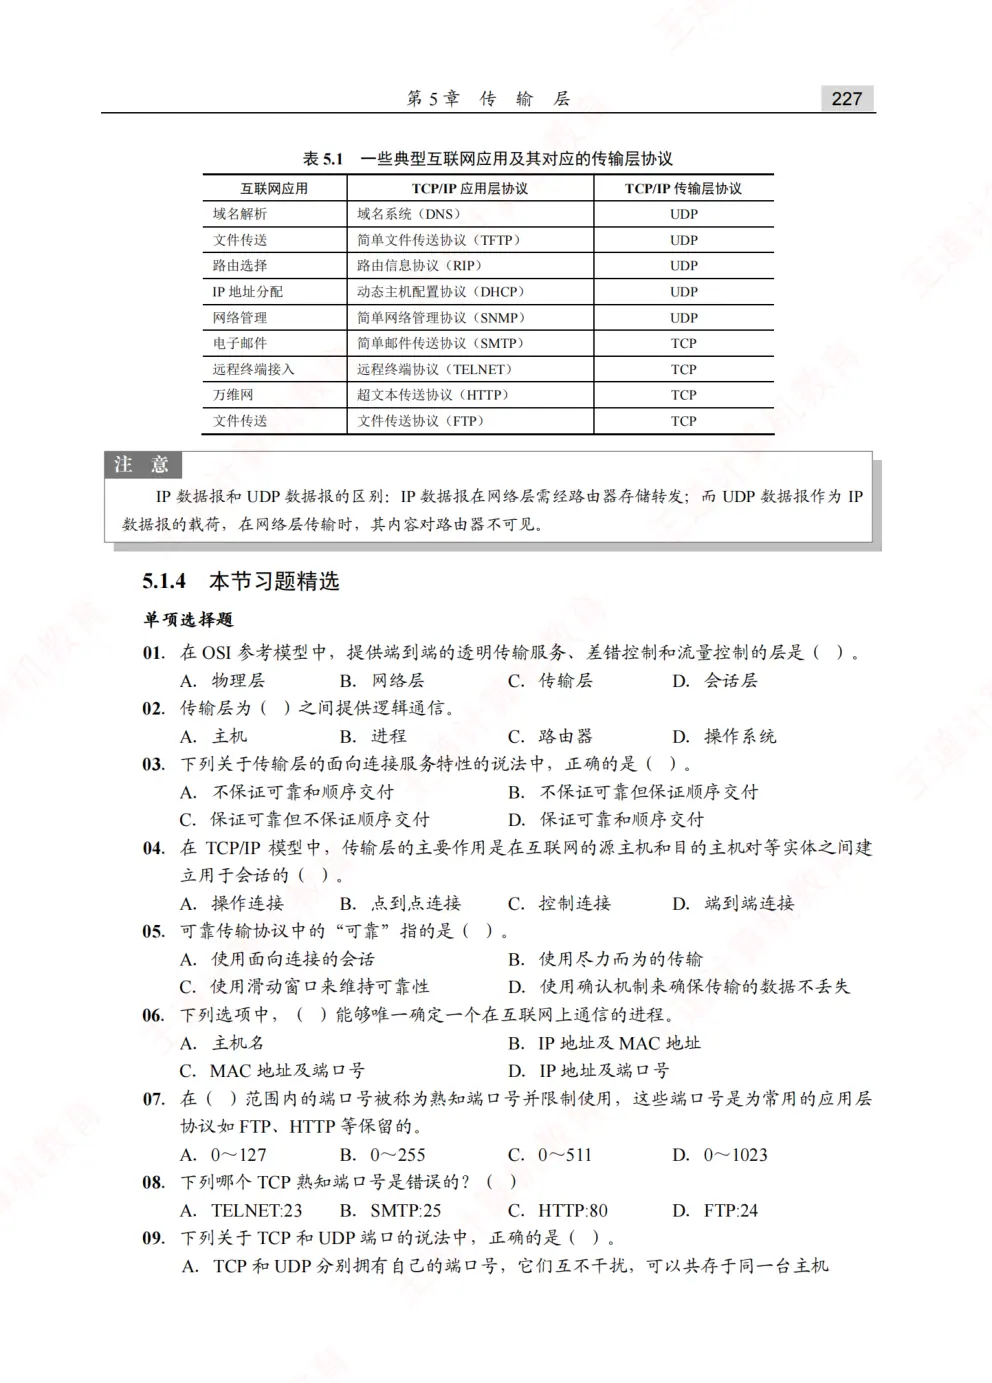 第 5 章 传 输 层 227
表 5.1 一些典型互联网应用及其对应的传输层协议
互联网应用 TCP/IP 应用层协议 TCP/IP 传输层协议
域名解析 域名系统（DNS） UDP
文件传送 简单文件传送协议（TFTP） UDP
路由选择 路由信息协议（RIP） UDP
IP 地址分配 动态主机配置协议（DHCP） UDP
网络管理 简单网络管理协议（SNMP） UDP
电子邮件 简单邮件传送协议（SMTP） TCP
远程终端接入 远程终端协议（TELNET） TCP
万维网 超文本传送协议（HTTP） TCP
文件传送 文件传送协议（FTP） TCP
注 意
IP 数据报和 UDP 数据报的区别：IP 数据报在网络层需经路由器存储转发；而 UDP 数据报作为 IP
数据报的载荷，在网络层传输时，其内容对路由器不可见。
5.1.4 本节习题精选
单项选择题
01. 在 OSI 参考模型中，提供端到端的透明传输服务、差错控制和流量控制的层是（ ）。
A．物理层 B．网络层 C．传输层 D．会话层
02. 传输层为（ ）之间提供逻辑通信。
A．主机 B．进程 C．路由器 D．操作系统
03. 下列关于传输层的面向连接服务特性的说法中，正确的是（ ）。
A．不保证可靠和顺序交付 B．不保证可靠但保证顺序交付
C．保证可靠但不保证顺序交付 D．保证可靠和顺序交付
04. 在 TCP/IP 模型中，传输层的主要作用是在互联网的源主机和目的主机对等实体之间建
立用于会话的（ ）。
A．操作连接 B．点到点连接 C．控制连接 D．端到端连接
05. 可靠传输协议中的“可靠”指的是（ ）。
A．使用面向连接的会话 B．使用尽力而为的传输
C．使用滑动窗口来维持可靠性 D．使用确认机制来确保传输的数据不丢失
06. 下列选项中，（ ）能够唯一确定一个在互联网上通信的进程。
A．主机名 B．IP 地址及 MAC 地址
C．MAC 地址及端口号 D．IP 地址及端口号
07. 在（ ）范围内的端口号被称为熟知端口号并限制使用，这些端口号是为常用的应用层
协议如 FTP、HTTP 等保留的。
A．0～127 B．0～255 C．0～511 D．0～1023
08. 下列哪个 TCP 熟知端口号是错误的？（ ）
A．TELNET:23 B．SMTP:25 C．HTTP:80 D．FTP:24
09. 下列关于 TCP 和 UDP 端口的说法中，正确的是（ ）。
A．TCP 和 UDP 分别拥有自己的端口号，它们互不干扰，可以共存于同一台主机